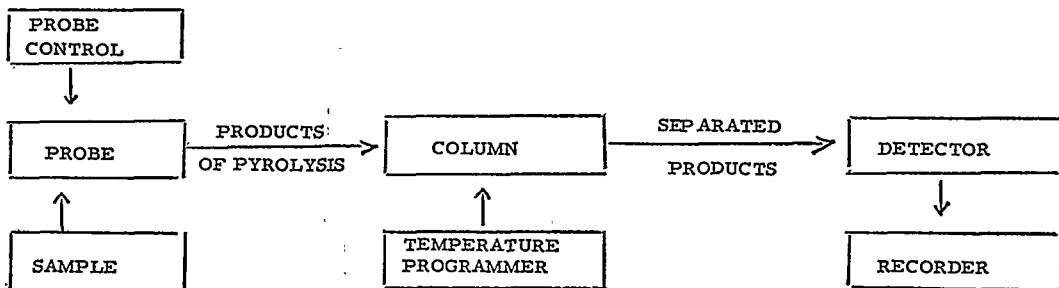 PROBE
CONTROL
PROBE
PRODUCTS
OF PYROLYSIS
COLUMN
SEPARATED
PRODUCTS
DETECTOR
SAMPLE
TEMPERATURE
PROGRAMMER
RECORDER